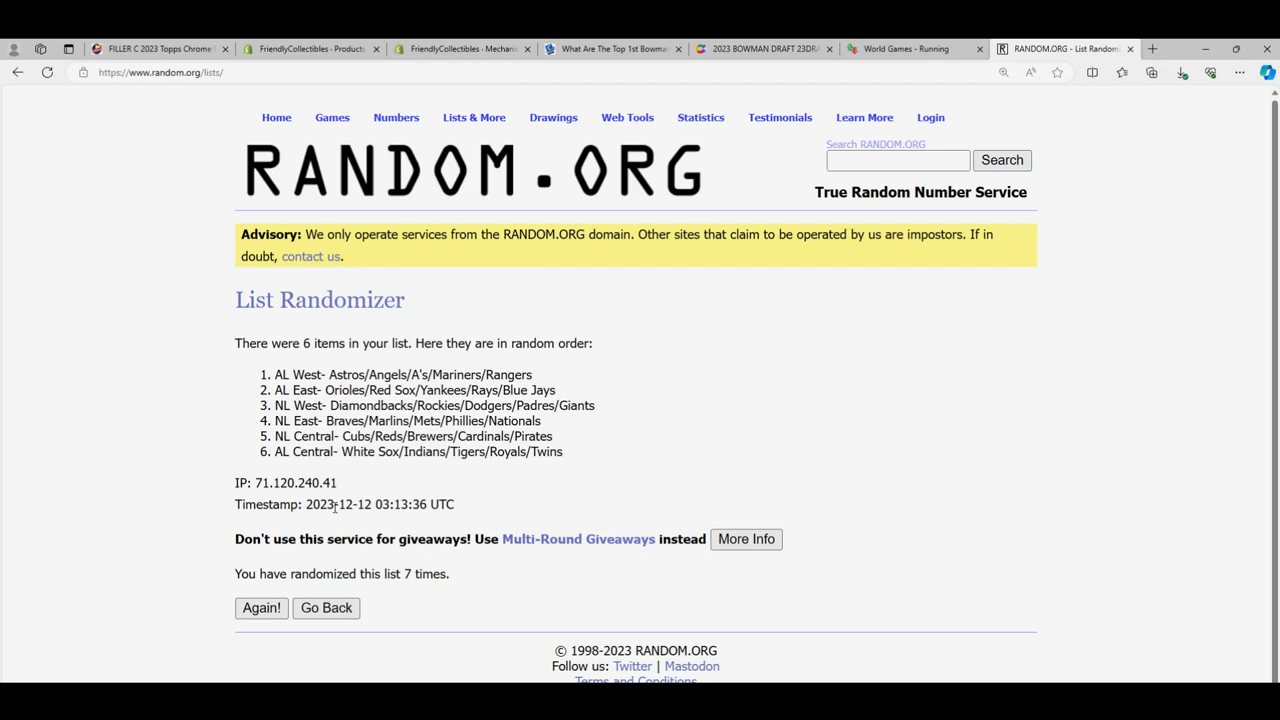 FILLER C 2023 Topps Chrome
FriendlyCollectibles - Products
FriendlyCollectibles - Mechanic
What Are The Top 1st Bowman
2023 BOWMAN DRAFT 23DRA
World Games - Running
RANDOM.ORG - List Random
https://www.random.org/lists/
Home Games Numbers Lists & More Drawings Web Tools Statistics Testimonials Learn More Login
RANDOM.ORG
Search RANDOM.ORG
Search
True Random Number Service
Advisory: We only operate services from the RANDOM.ORG domain. Other sites that claim to be operated by us are impostors. If in
doubt, contact us.
List Randomizer
There were 6 items in your list. Here they are in random order:
1. AL West- Astros/Angels/A's/Mariners/Rangers
2. AL East- Orioles/Red Sox/Yankees/Rays/Blue Jays
3. NL West- Diamondbacks/Rockies/Dodgers/Padres/Giants
4. NL East- Braves/Marlins/Mets/Phillies/Nationals
5. NL Central- Cubs/Reds/Brewers/Cardinals/Pirates
6. AL Central- White Sox/Indians/Tigers/Royals/Twins
IP: 71.120.240.41
Timestamp: 2023-12-12 03:13:36 UTC
Don't use this service for giveaways! Use Multi-Round Giveaways instead More Info
You have randomized this list 7 times.
Again! Go Back
© 1998-2023 RANDOM.ORG
Follow us: Twitter | Mastodon
Terms and Conditions